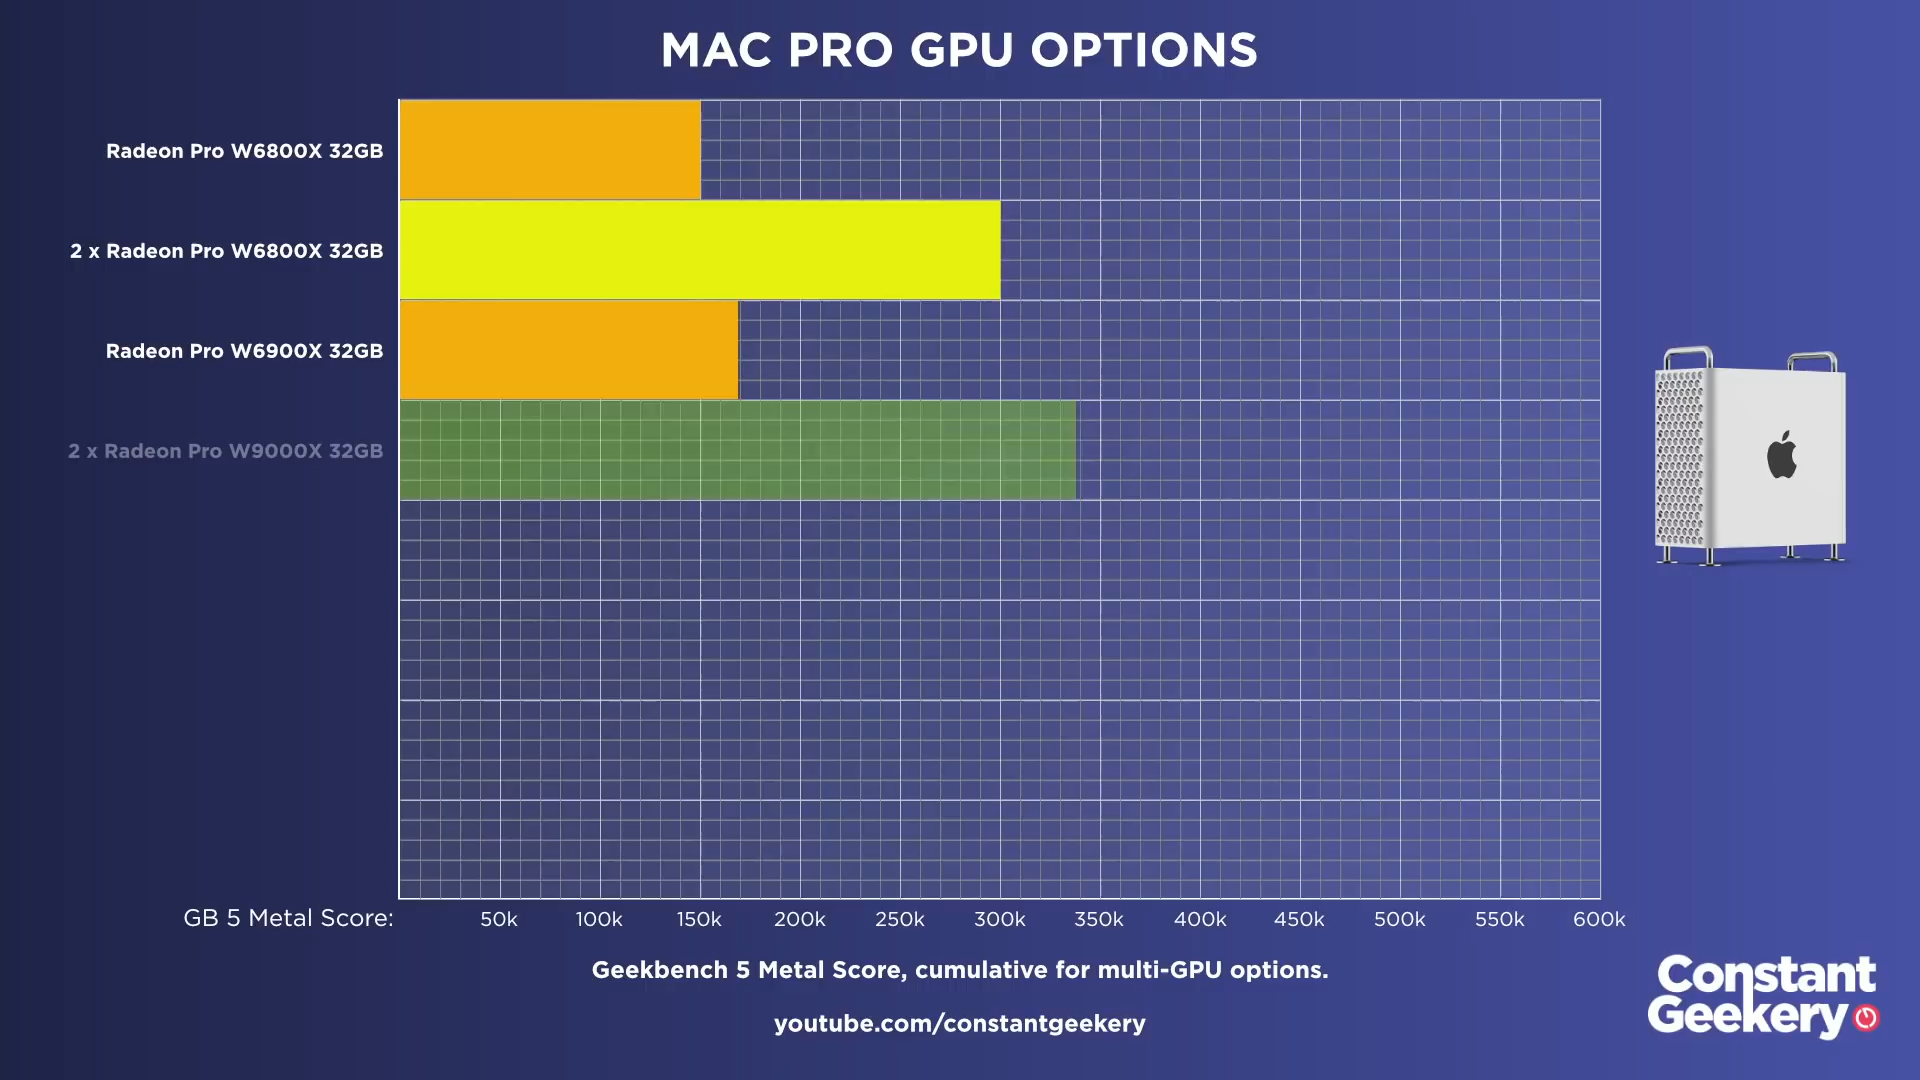 MAC PRO GPU OPTIONS
Radeon Pro W6800X 32GB
2 x Radeon Pro W6800X 32GB
Radeon Pro W6900X 32GB
2 x Radeon Pro W9000X 32GB
GB 5 Metal Score: 50k 100k 150k 200k 250k 300k 350k 400k 450k 500k 550k 600k
Geekbench 5 Metal Score, cumulative for multi-GPU options.
youtube.com/constantgeekery
Constant
Geekery